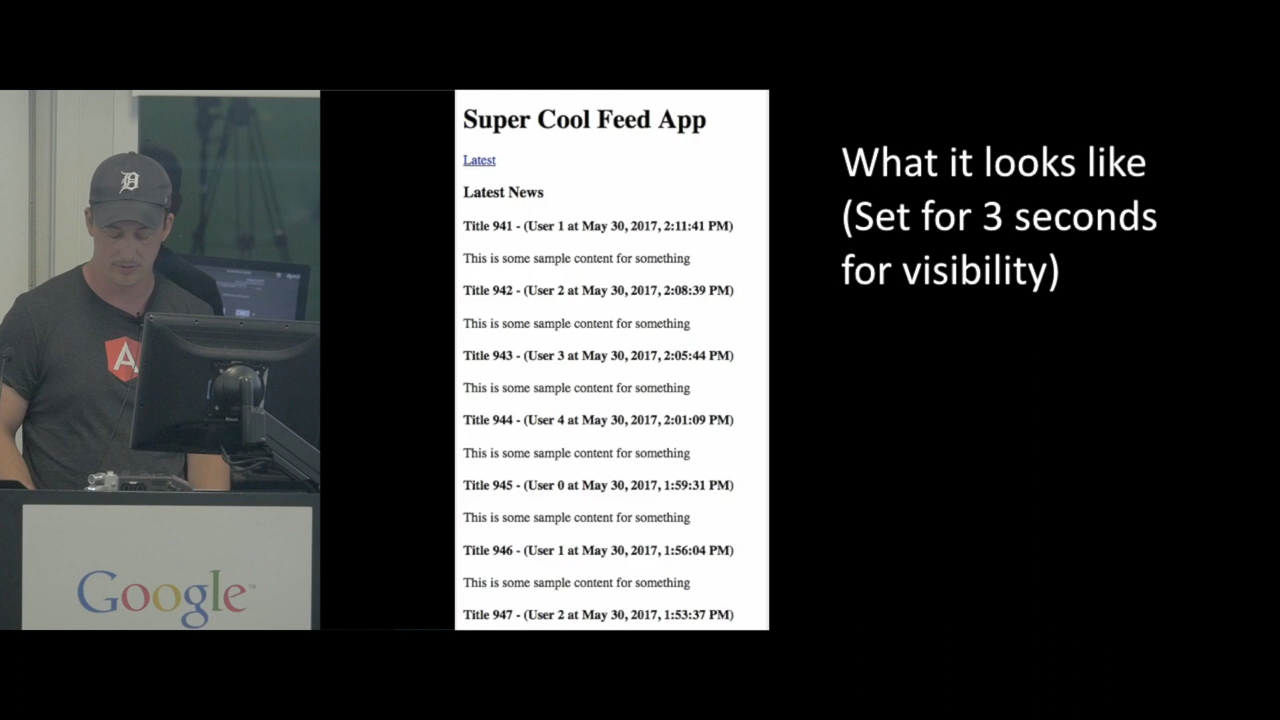 D
A
Google™
Super Cool Feed App
Latest
Latest News
Title 941 - (User 1 at May 30, 2017, 2:11:41 PM)
This is some sample content for something
Title 942 - (User 2 at May 30, 2017, 2:08:39 PM)
This is some sample content for something
Title 943 - (User 3 at May 30, 2017, 2:05:44 PM)
This is some sample content for something
Title 944 - (User 4 at May 30, 2017, 2:01:09 PM)
This is some sample content for something
Title 945 - (User 0 at May 30, 2017, 1:59:31 PM)
This is some sample content for something
Title 946 - (User 1 at May 30, 2017, 1:56:04 PM)
This is some sample content for something
Title 947 - (User 2 at May 30, 2017, 1:53:37 PM)
What it looks like
(Set for 3 seconds
for visibility)